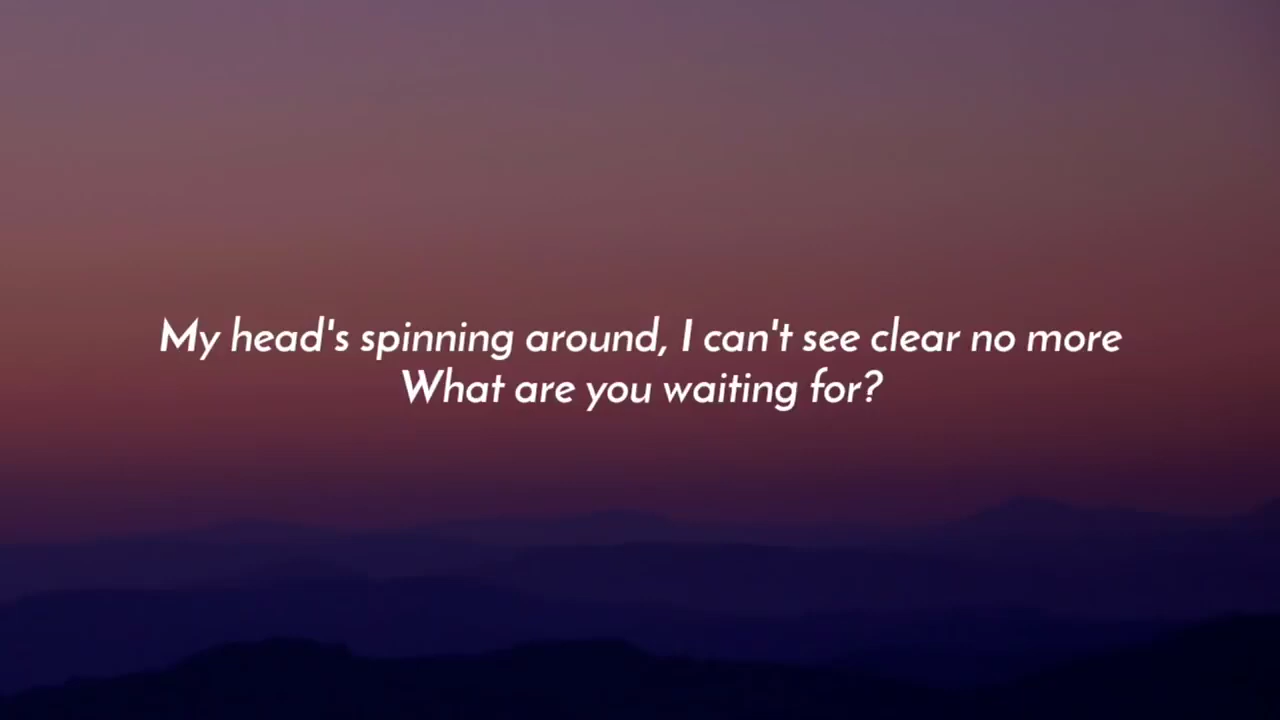 My head's spinning around, I can't see clear no more
What are you waiting for?